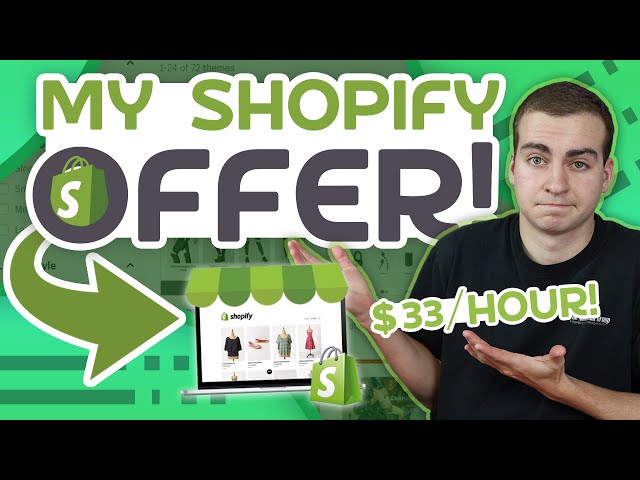 1-24 of 72 themes
MY SHOPIFY
OFFER!
shopify
$33/HOUR!